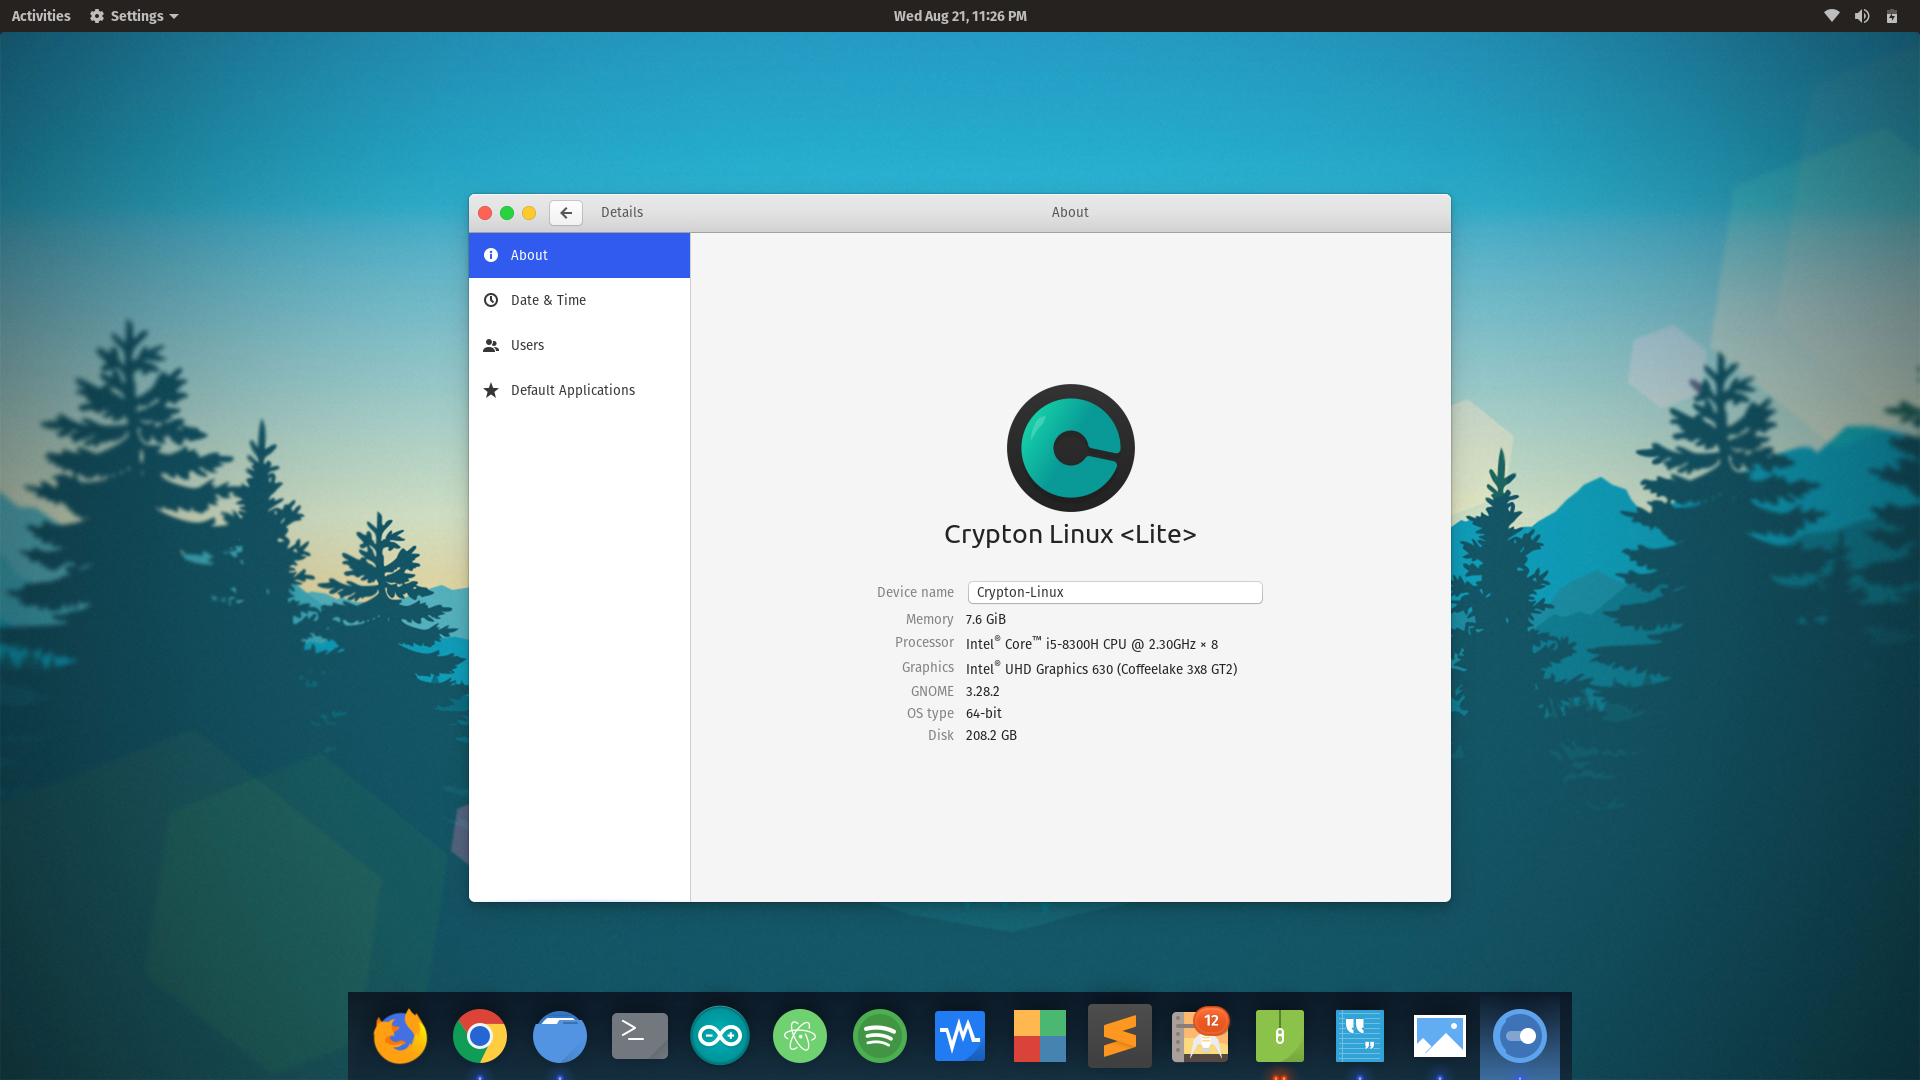 Activities Settings Wed Aug 21, 11:26 PM
Details About
About
Date & Time
Users
Default Applications
Crypton Linux <Lite>
Device name Crypton-Linux
Memory 7.6 GiB
Processor Intel® Core™ i5-8300H CPU @ 2.30GHz × 8
Graphics Intel® UHD Graphics 630 (Coffeelake 3x8 GT2)
GNOME 3.28.2
OS type 64-bit
Disk 208.2 GB
12